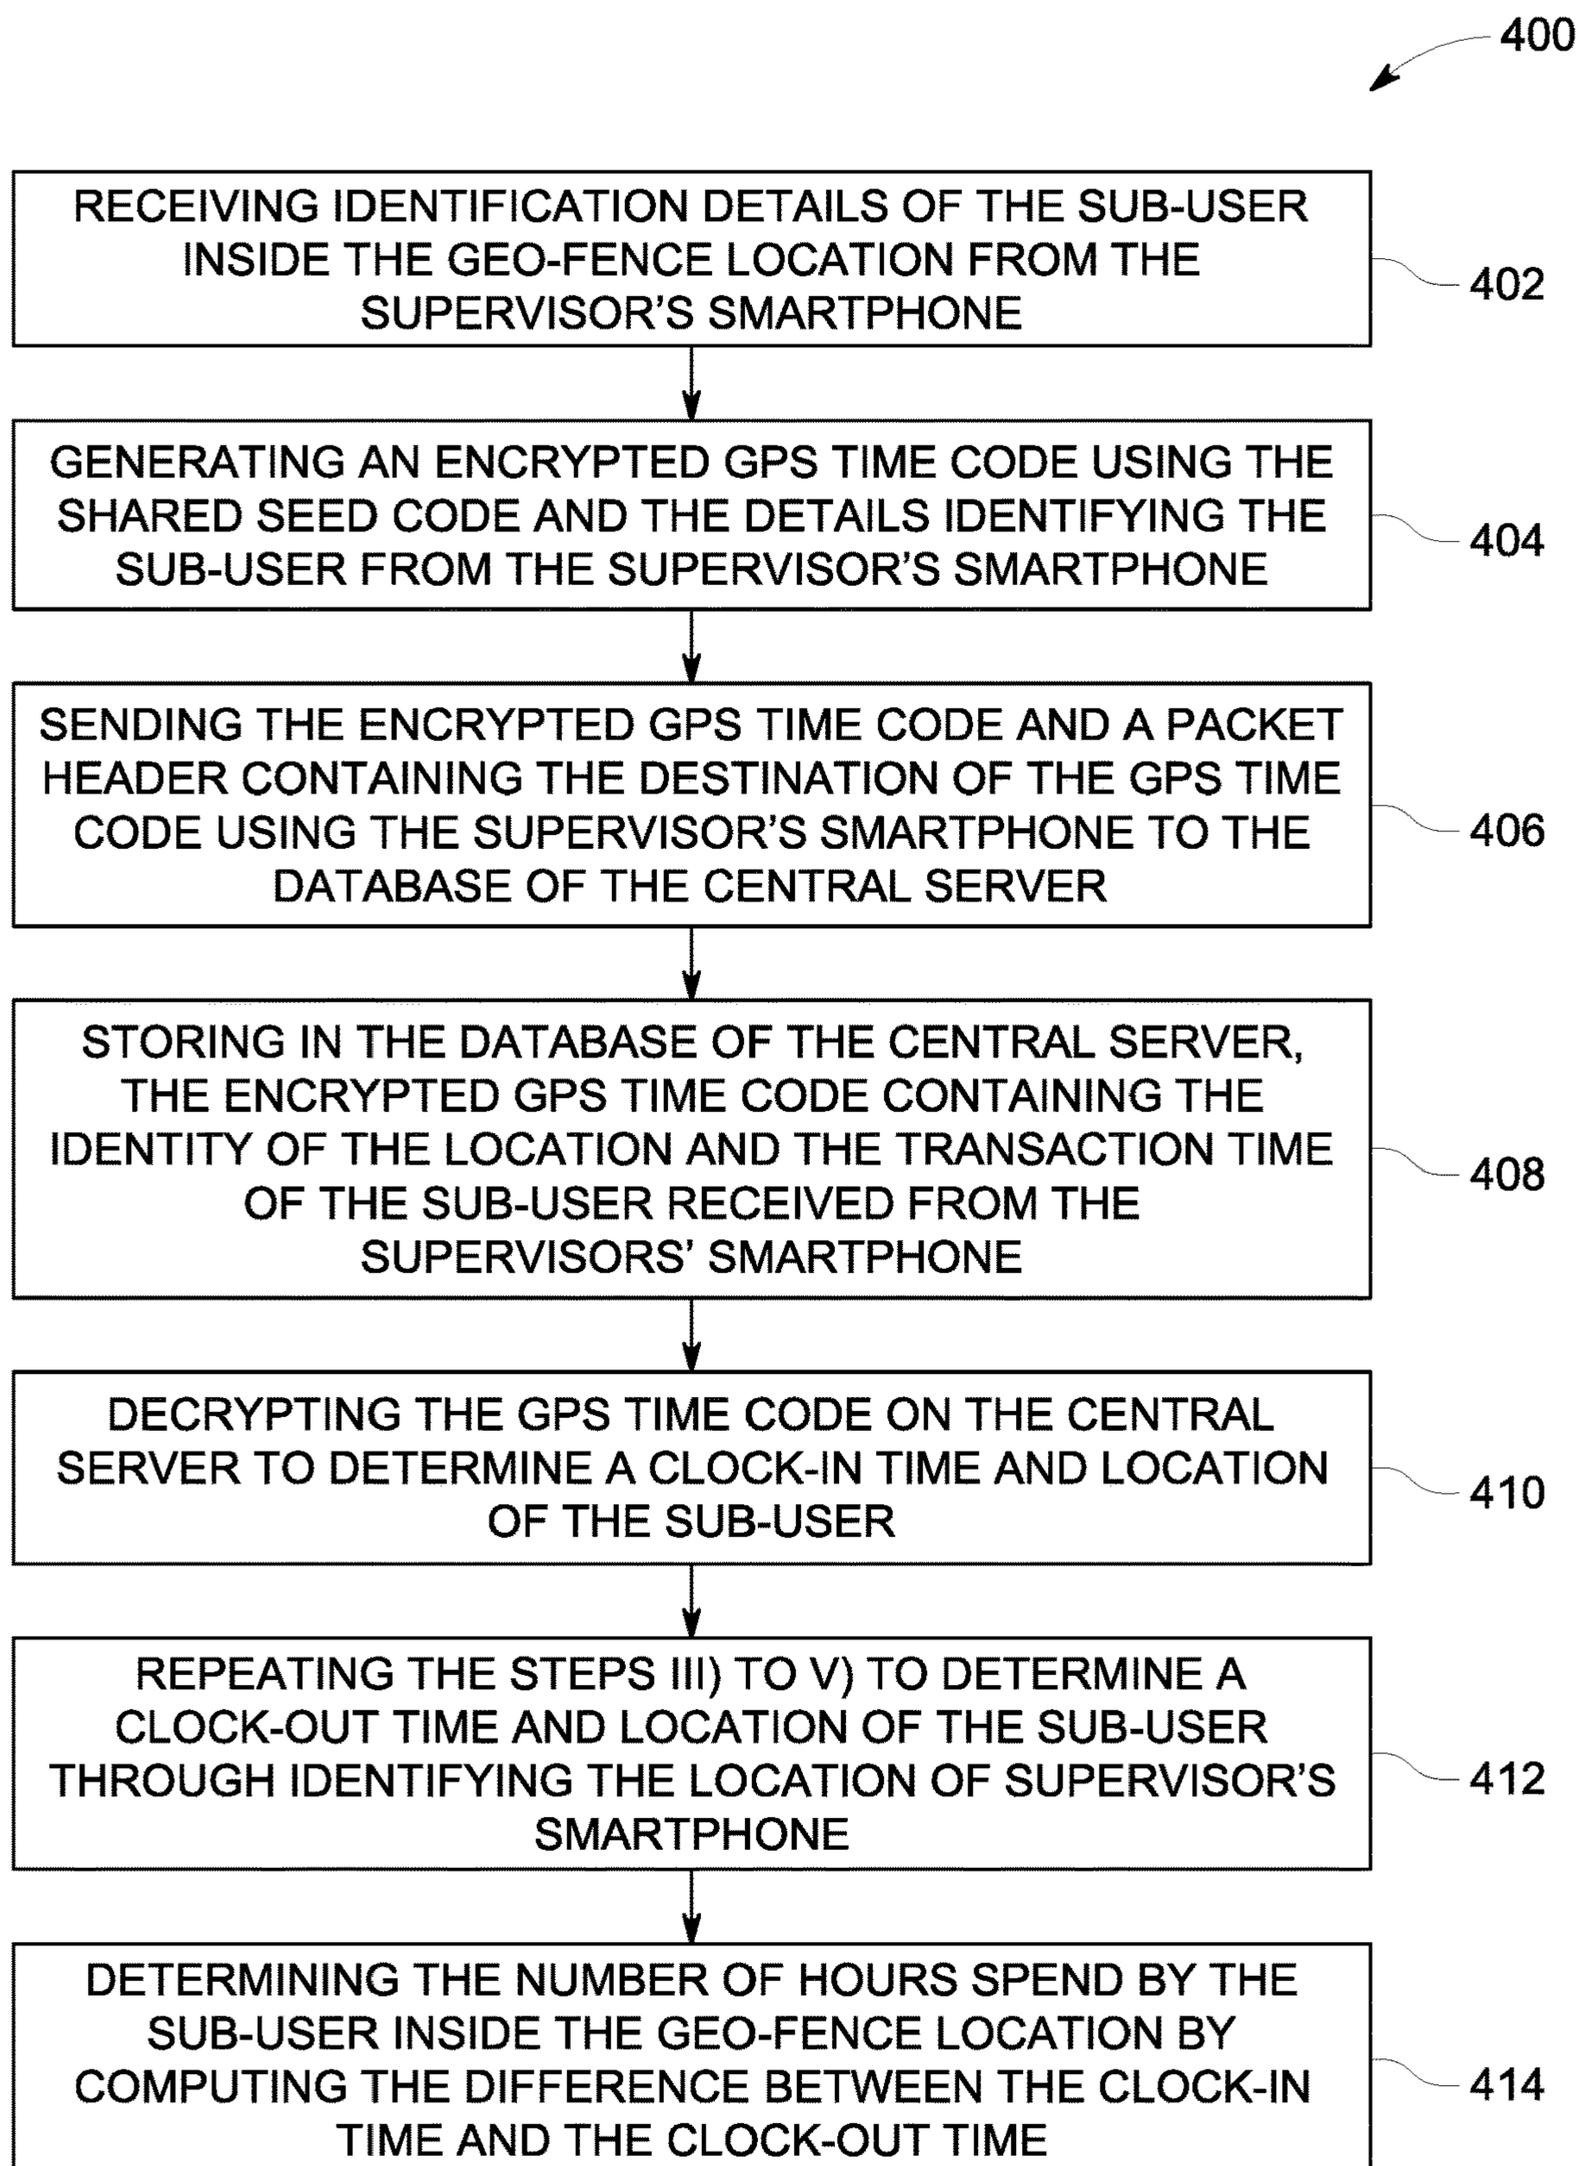 400
RECEIVING IDENTIFICATION DETAILS OF THE SUB-USER
INSIDE THE GEO-FENCE LOCATION FROM THE
SUPERVISOR’S SMARTPHONE
402
GENERATING AN ENCRYPTED GPS TIME CODE USING THE
SHARED SEED CODE AND THE DETAILS IDENTIFYING THE
SUB-USER FROM THE SUPERVISOR’S SMARTPHONE
404
SENDING THE ENCRYPTED GPS TIME CODE AND A PACKET
HEADER CONTAINING THE DESTINATION OF THE GPS TIME
CODE USING THE SUPERVISOR’S SMARTPHONE TO THE
DATABASE OF THE CENTRAL SERVER
406
STORING IN THE DATABASE OF THE CENTRAL SERVER,
THE ENCRYPTED GPS TIME CODE CONTAINING THE
IDENTITY OF THE LOCATION AND THE TRANSACTION TIME
OF THE SUB-USER RECEIVED FROM THE
SUPERVISORS’ SMARTPHONE
408
DECRYPTING THE GPS TIME CODE ON THE CENTRAL
SERVER TO DETERMINE A CLOCK-IN TIME AND LOCATION
OF THE SUB-USER
410
REPEATING THE STEPS III) TO V) TO DETERMINE A
CLOCK-OUT TIME AND LOCATION OF THE SUB-USER
THROUGH IDENTIFYING THE LOCATION OF SUPERVISOR’S
SMARTPHONE
412
DETERMINING THE NUMBER OF HOURS SPEND BY THE
SUB-USER INSIDE THE GEO-FENCE LOCATION BY
COMPUTING THE DIFFERENCE BETWEEN THE CLOCK-IN
TIME AND THE CLOCK-OUT TIME
414